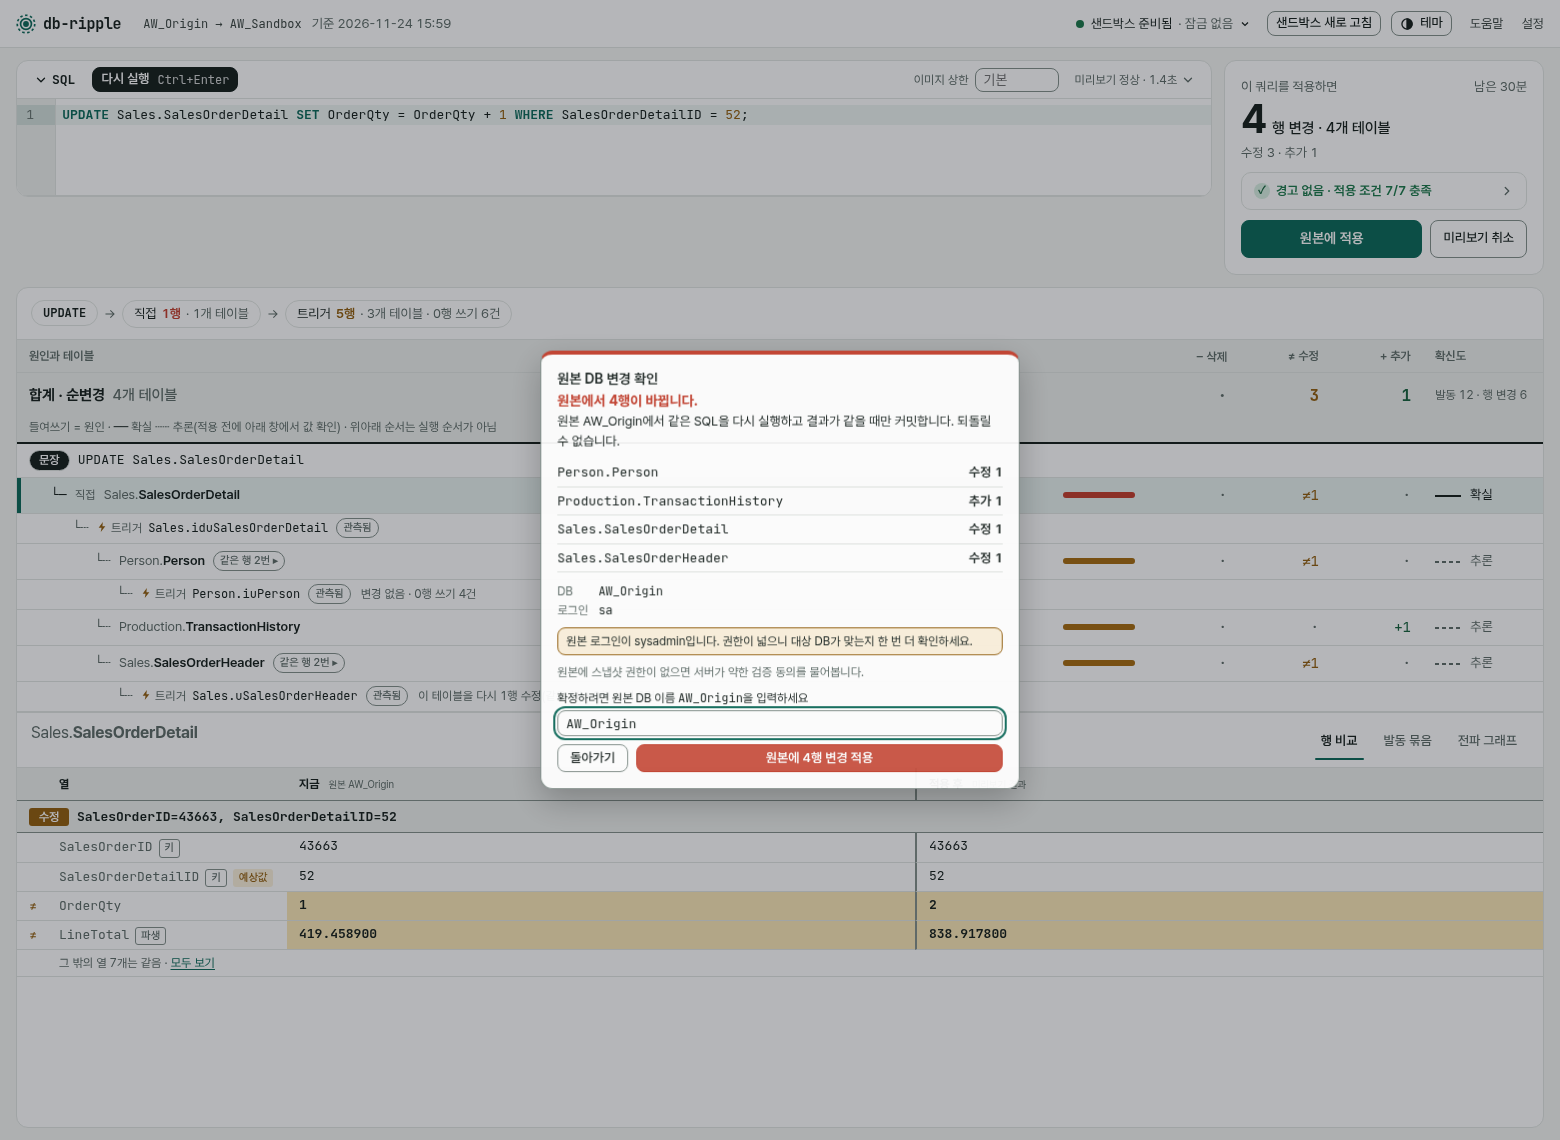 db-ripple AW_Origin → AW_Sandbox 기준 2026-11-24 15:59 샌드박스 준비됨 · 잠금 없음 샌드박스 새로 고침 테마 도움말 설정
SQL 다시 실행 Ctrl+Enter 이미지 상한 기본 미리보기 정상 · 1.4초
1 UPDATE Sales.SalesOrderDetail SET OrderQty = OrderQty + 1 WHERE SalesOrderDetailID = 52;
이 쿼리를 적용하면 남은 30분
4 행 변경 · 4개 테이블
수정 3 · 추가 1
✓ 경고 없음 · 적용 조건 7/7 충족
원본에 적용 미리보기 취소
UPDATE → 직접 1행 · 1개 테이블 → 트리거 5행 · 3개 테이블 · 0행 쓰기 6건
원인과 테이블 − 삭제 ≠ 수정 + 추가 확신도
합계 · 순변경 4개 테이블 · 3 1 발동 12 · 행 변경 6
들여쓰기 = 원인 · 확실 추론(적용 전에 아래 창에서 값 확인) · 위아래 순서는 실행 순서가 아님
문장 UPDATE Sales.SalesOrderDetail
직접 Sales.SalesOrderDetail · ≠1 · 확실
트리거 Sales.iduSalesOrderDetail 관측됨
Person.Person 같은 행 2번 ▸ · ≠1 · 추론
트리거 Person.iuPerson 관측됨 변경 없음 · 0행 쓰기 4건
Production.TransactionHistory · · +1 추론
Sales.SalesOrderHeader 같은 행 2번 ▸ · ≠1 · 추론
트리거 Sales.uSalesOrderHeader 관측됨 이 테이블을 다시 1행 수정
원본 DB 변경 확인
원본에서 4행이 바뀝니다.
원본 AW_Origin에서 같은 SQL을 다시 실행하고 결과가 같을 때만 커밋합니다. 되돌릴
수 없습니다.
Person.Person 수정 1
Production.TransactionHistory 추가 1
Sales.SalesOrderDetail 수정 1
Sales.SalesOrderHeader 수정 1
DB AW_Origin
로그인 sa
원본 로그인이 sysadmin입니다. 권한이 넓으니 대상 DB가 맞는지 한 번 더 확인하세요.
원본에 스냅샷 권한이 없으면 서버가 약한 검증 동의를 물어봅니다.
확정하려면 원본 DB 이름 AW_Origin을 입력하세요
AW_Origin
돌아가기 원본에 4행 변경 적용
Sales.SalesOrderDetail 행 비교 발동 묶음 전파 그래프
열 지금 원본 AW_Origin
수정 SalesOrderID=43663, SalesOrderDetailID=52
SalesOrderID 키 43663 43663
SalesOrderDetailID 키 예상값 52 52
≠ OrderQty 1 2
≠ LineTotal 파생 419.458900 838.917800
그 밖의 열 7개는 같음 · 모두 보기